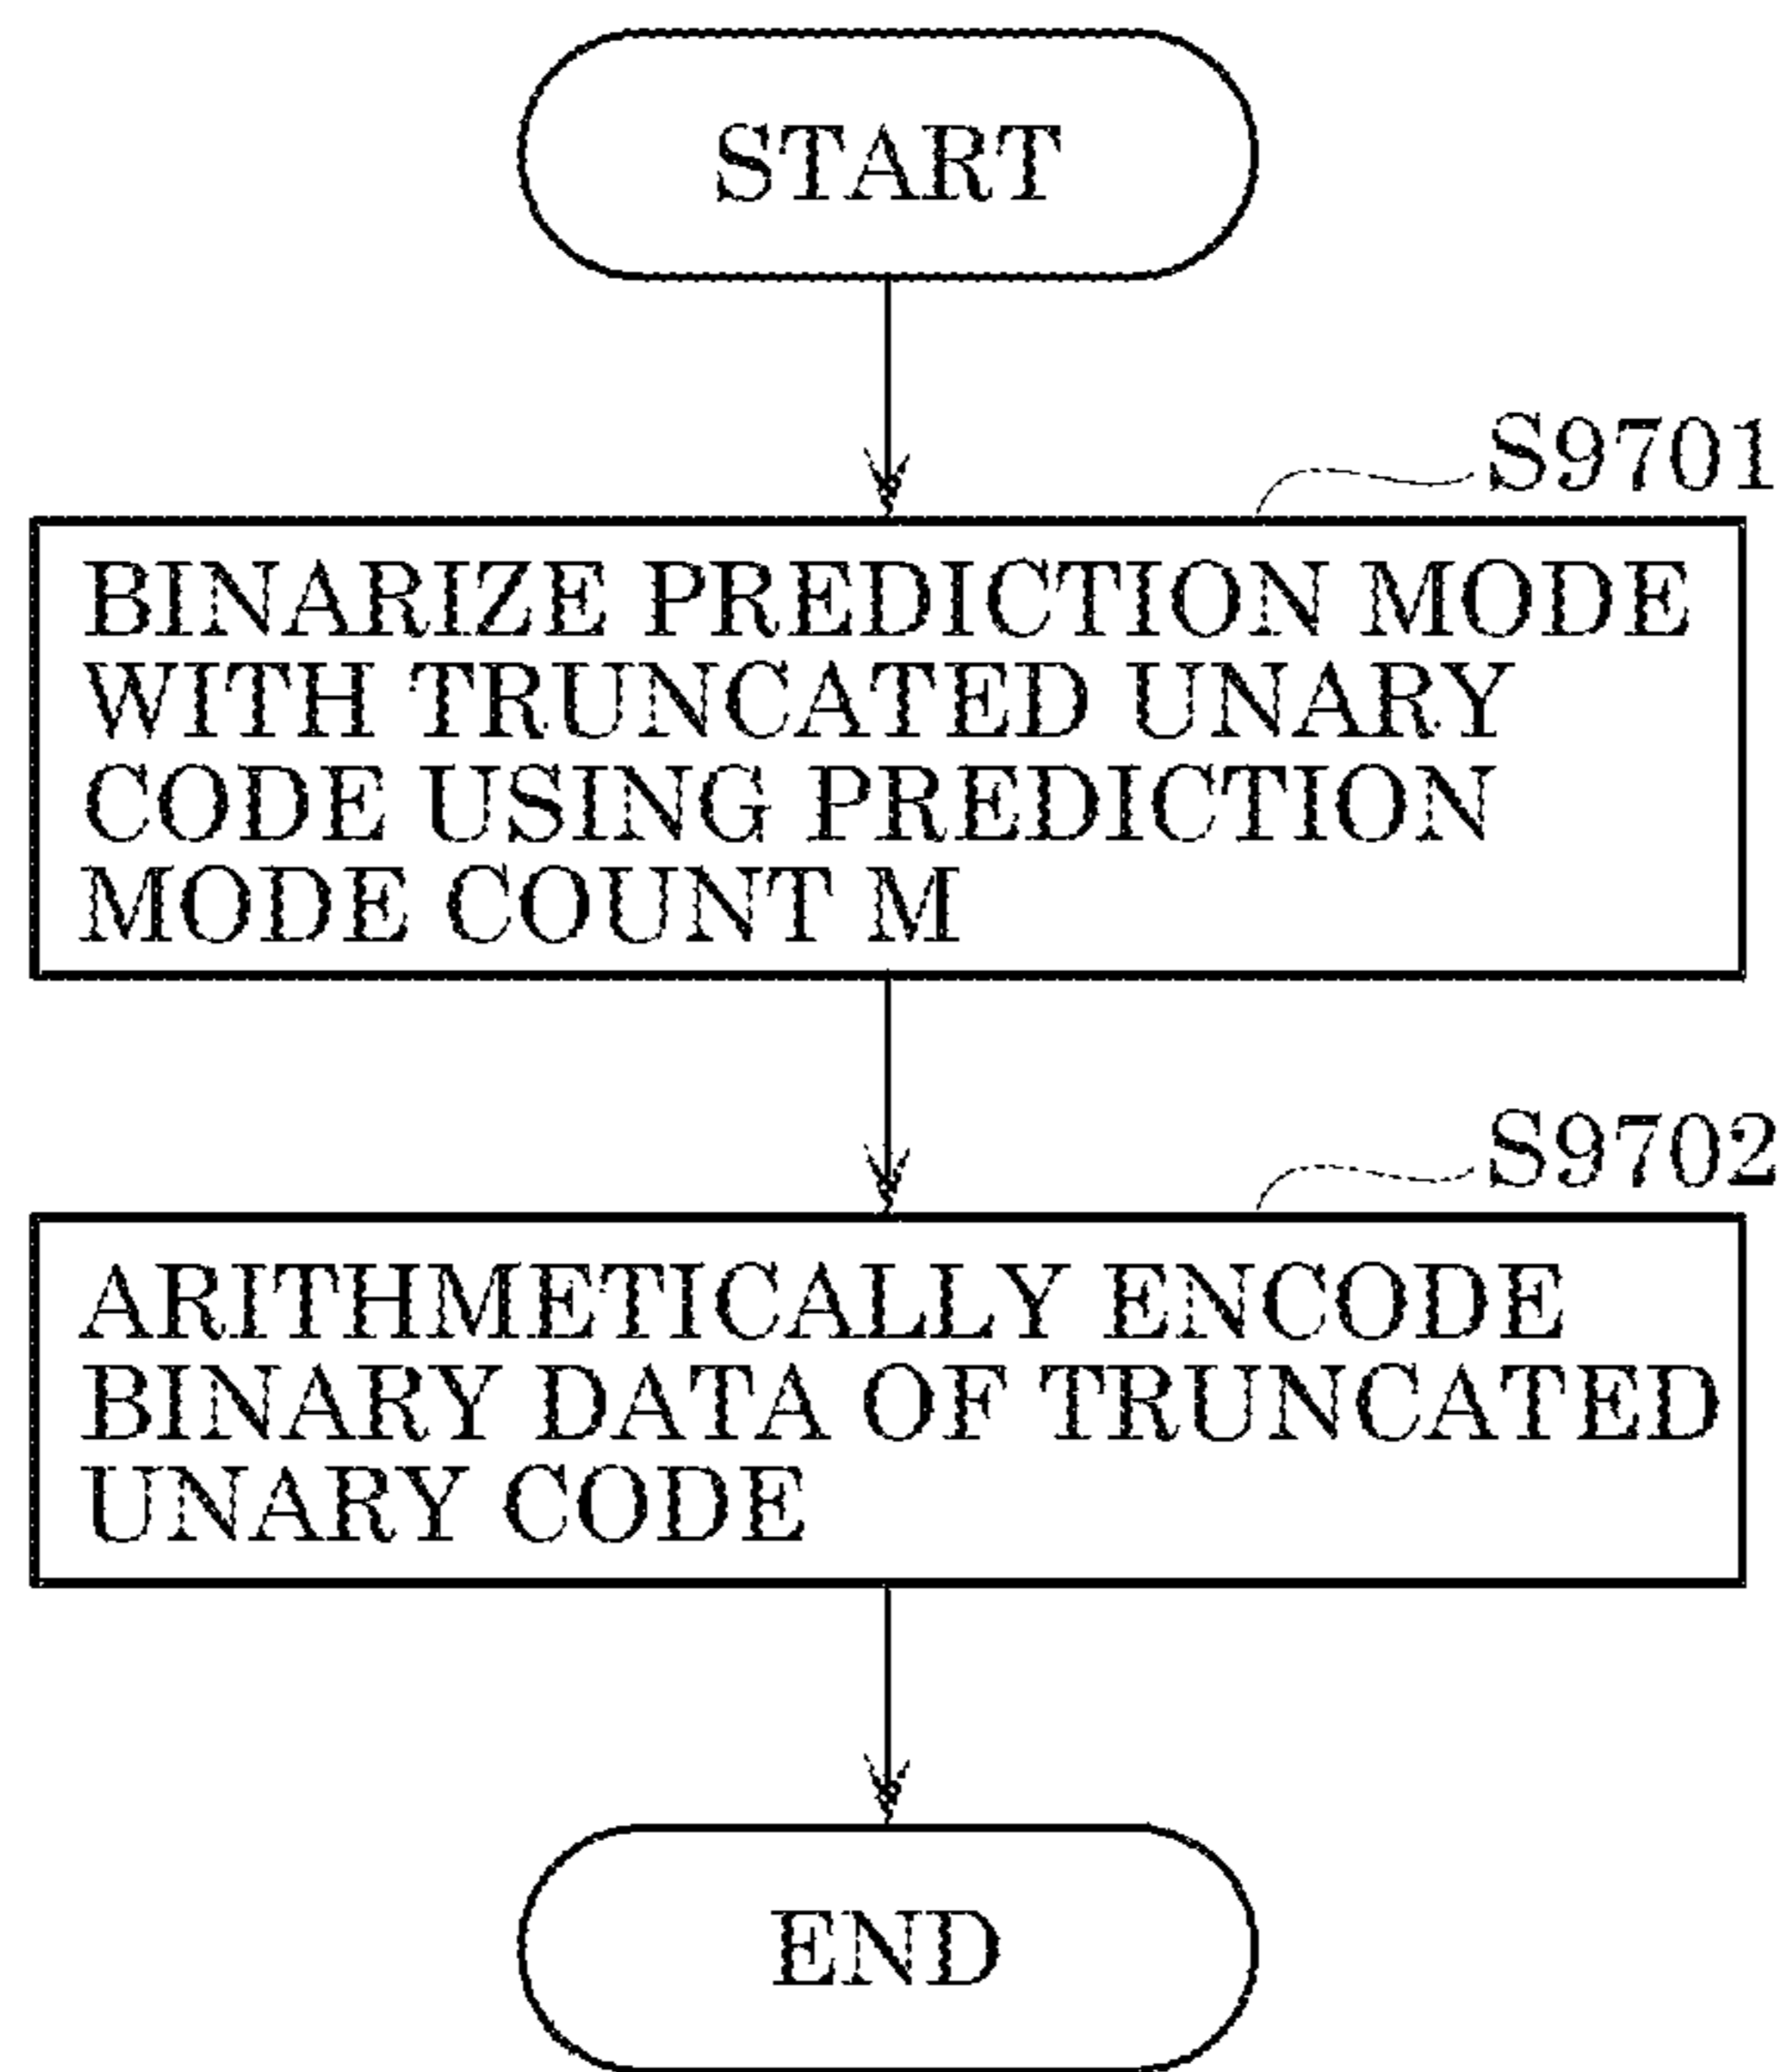 START
S9701
BINARIZE PREDICTION MODE
WITH TRUNCATED UNARY
CODE USING PREDICTION
MODE COUNT M
S9702
ARITHMETICALLY ENCODE
BINARY DATA OF TRUNCATED
UNARY CODE
END